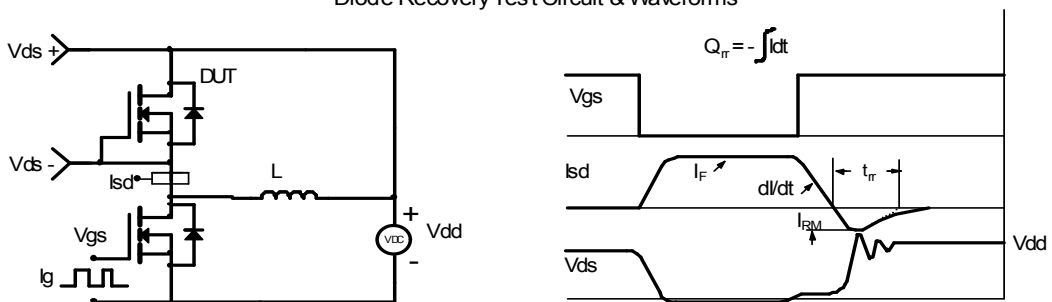 Diode Recovery Test Circuit & Waveforms
Vds +
DUT
Vds -
Isd
L
Vgs
Ig
+
VDC
-
Vdd
Qrr = - ∫Idt
Vgs
Isd
IF
dI/dt
trr
IRM
Vdd
Vds